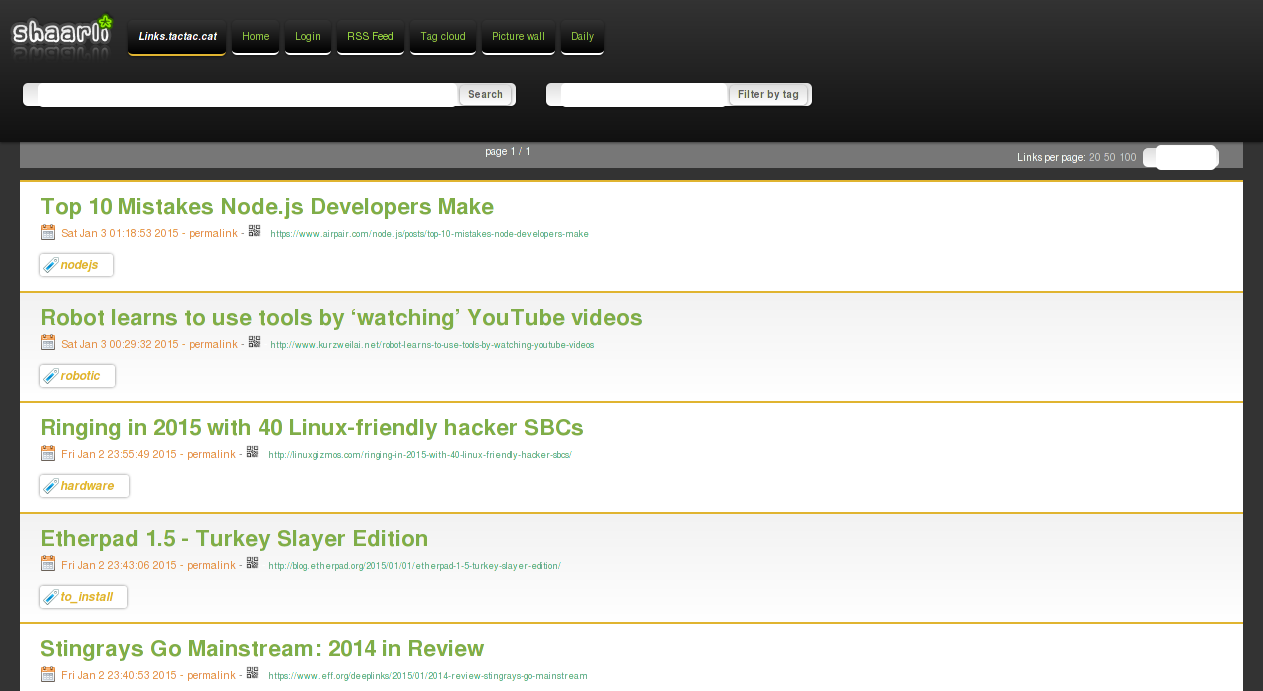 shaarli
Links.tactac.cat Home Login RSS Feed Tag cloud Picture wall Daily
Search Filter by tag
page 1 / 1
Links per page: 20 50 100
Top 10 Mistakes Node.js Developers Make
Sat Jan 3 01:18:53 2015 - permalink - https://www.airpair.com/node.js/posts/top-10-mistakes-node-developers-make
nodejs
Robot learns to use tools by ‘watching’ YouTube videos
Sat Jan 3 00:29:32 2015 - permalink - http://www.kurzweilai.net/robot-learns-to-use-tools-by-watching-youtube-videos
robotic
Ringing in 2015 with 40 Linux-friendly hacker SBCs
Fri Jan 2 23:55:49 2015 - permalink - http://linuxgizmos.com/ringing-in-2015-with-40-linux-friendly-hacker-sbcs/
hardware
Etherpad 1.5 - Turkey Slayer Edition
Fri Jan 2 23:43:06 2015 - permalink - http://blog.etherpad.org/2015/01/01/etherpad-1-5-turkey-slayer-edition/
to_install
Stingrays Go Mainstream: 2014 in Review
Fri Jan 2 23:40:53 2015 - permalink - https://www.eff.org/deeplinks/2015/01/2014-review-stingrays-go-mainstream